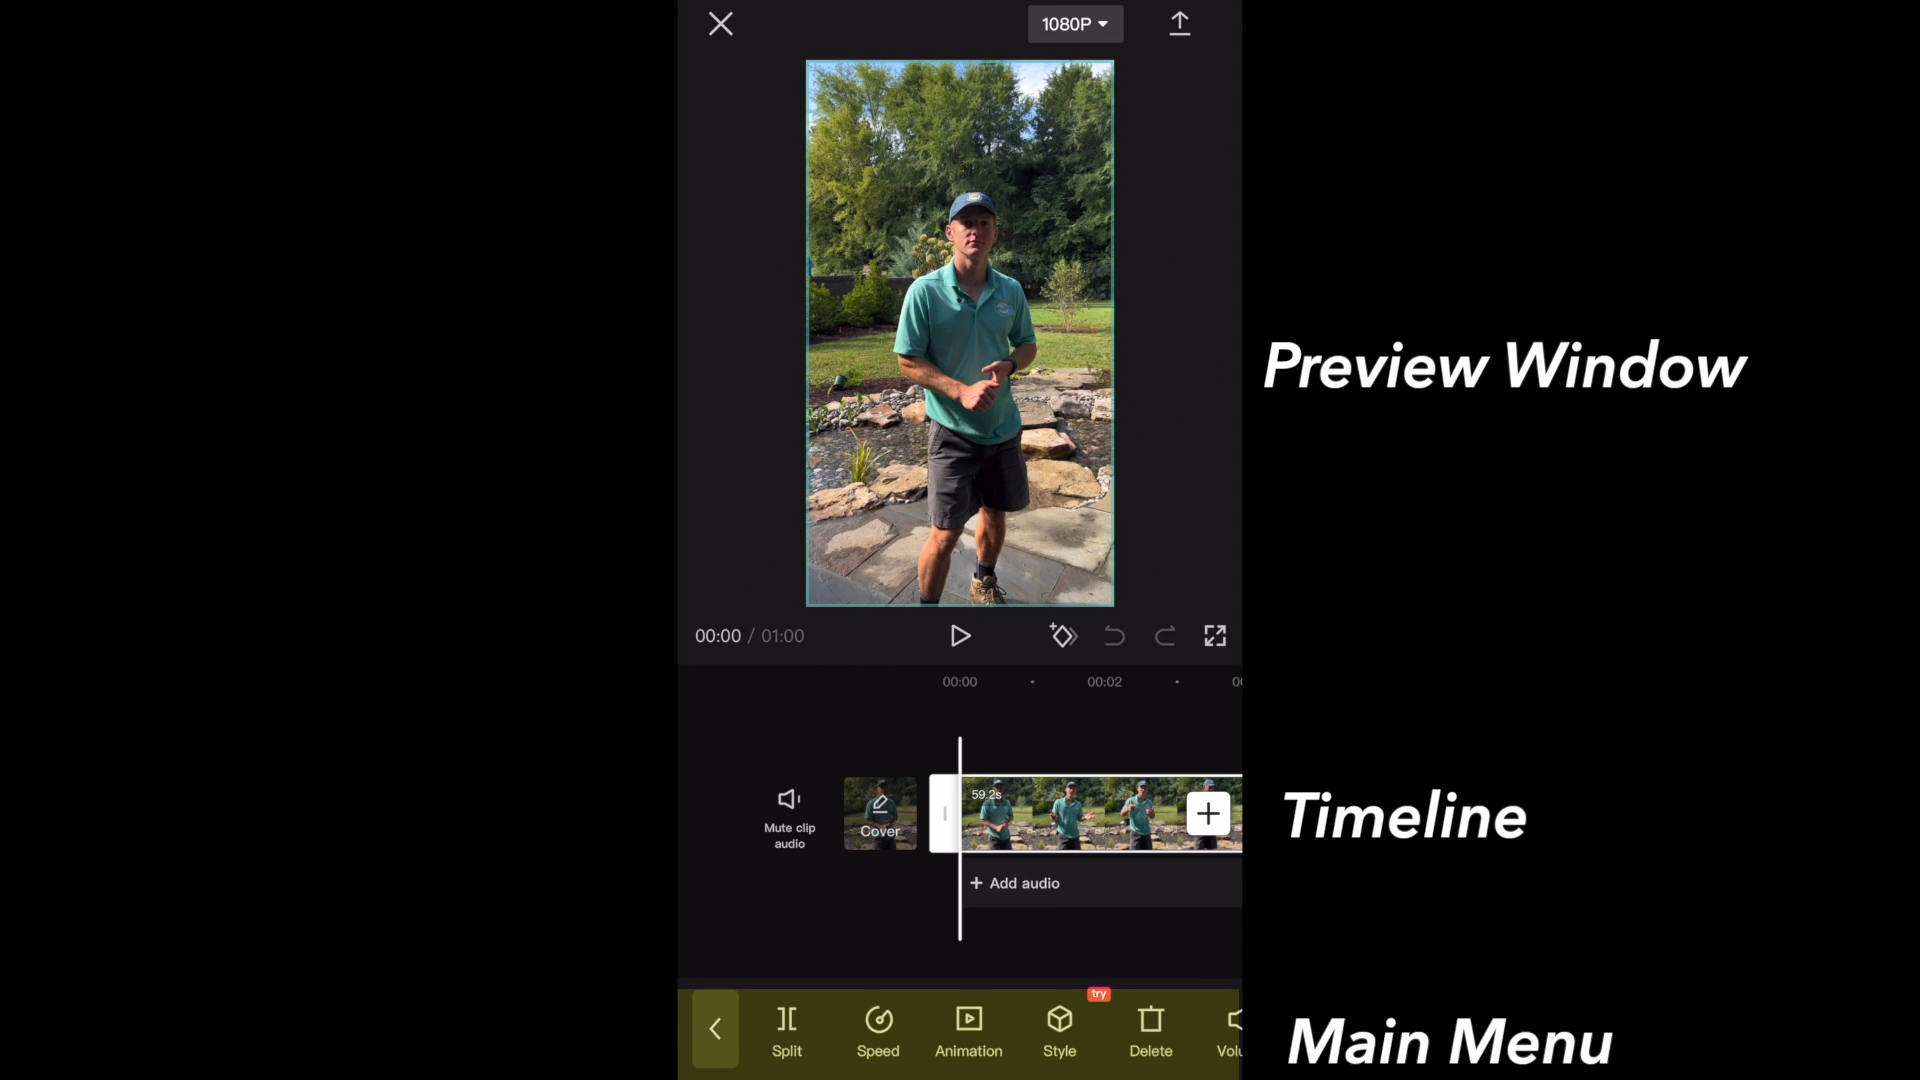 1080P
Preview Window
00:00 / 01:00
00:00
00:02
59.2s
Cover
Mute clip
audio
Timeline
+ Add audio
try
Split
Speed
Animation
Style
Delete
Main Menu